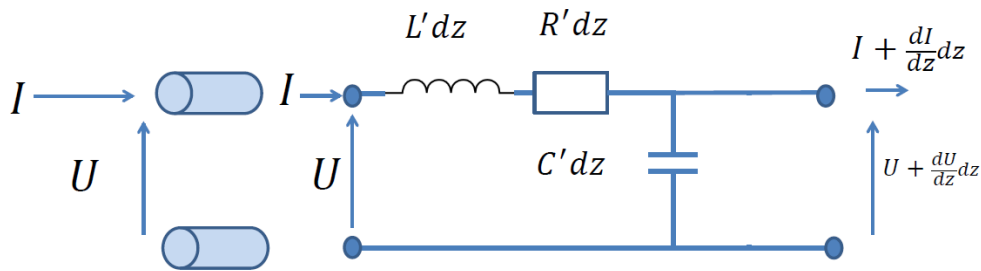 L′dz
R′dz
I + dI/dz dz
I
I
U
U
C′dz
U + dU/dz dz